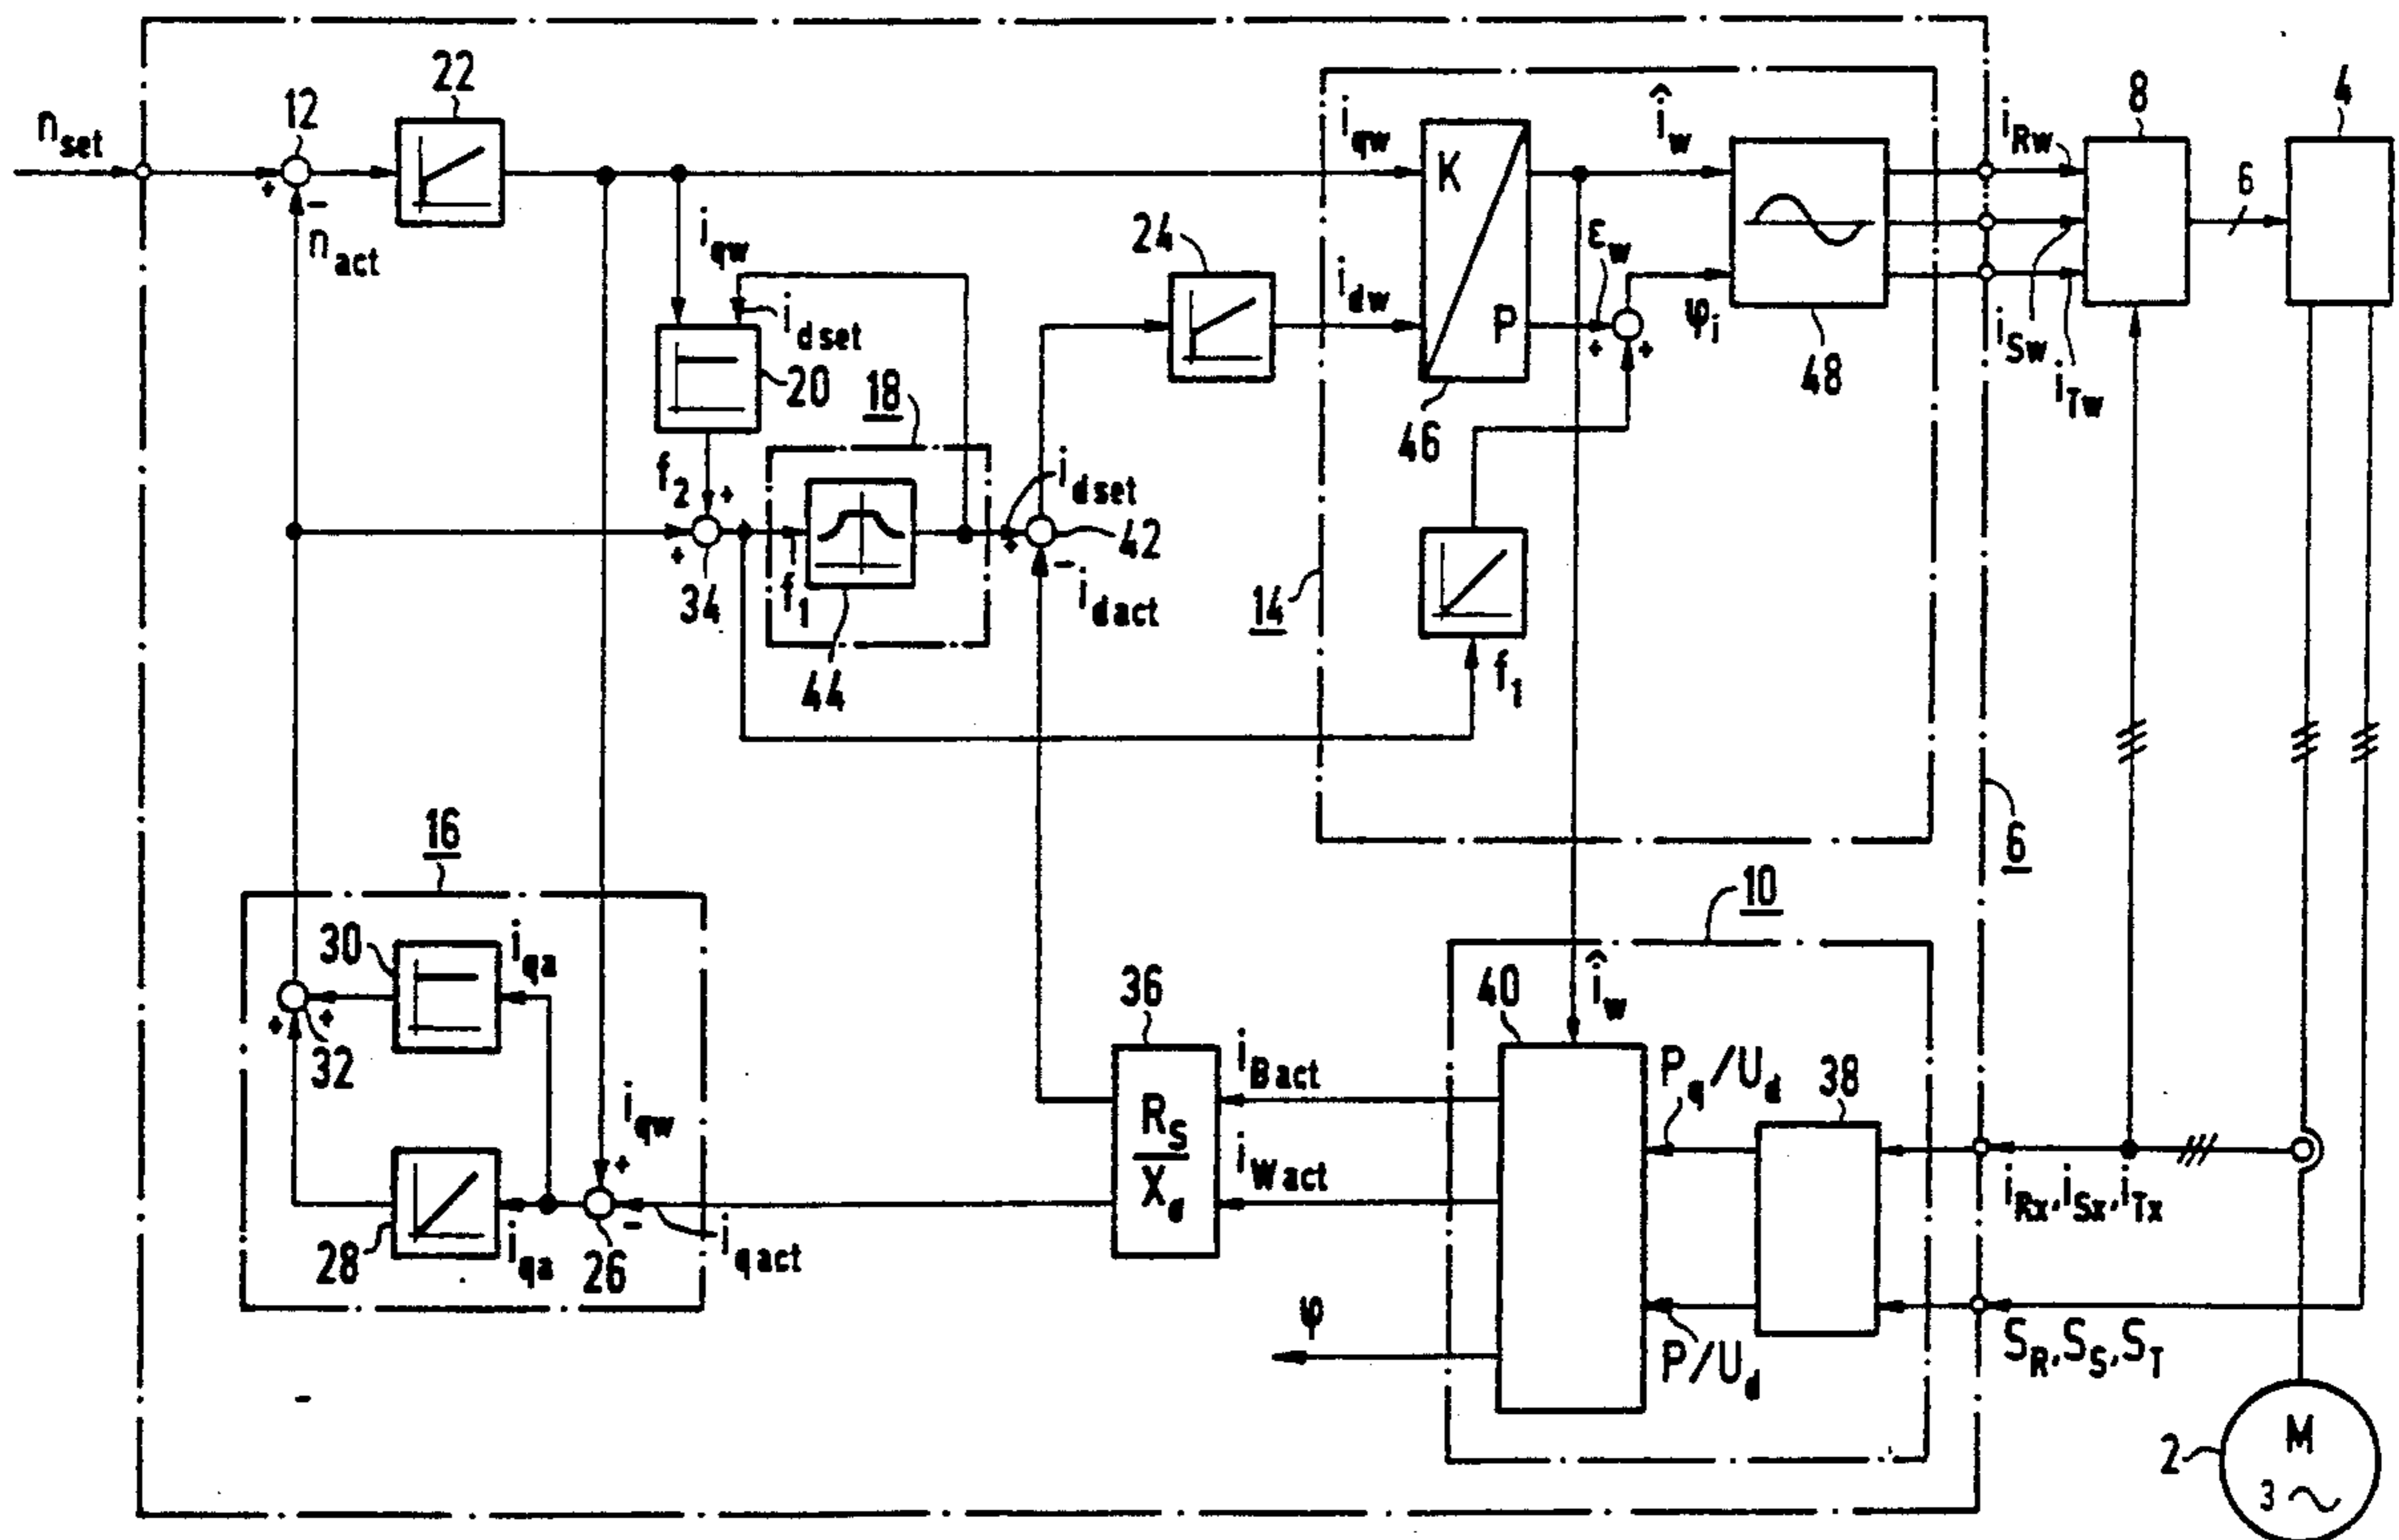 n_set
12
22
+
-
n_act
i_qw
i_dset
20
f_2
+
+
34
18
f_1
44
i_dset
+
42
-
i_dact
24
i_qw
i_dw
K
P
46
î_w
ε_w
+
+
φ_i
48
f_1
14
i_Rw
i_Sw
i_Tw
8
6
4
6
16
30
i_qa
+
+
32
28
i_qa
i_qw
+
-
26
i_qact
36
R_S
X_σ
i_Bact
i_Wact
φ
10
40
î_w
P_q/U_d
P/U_d
38
i_Rx, i_Sx, i_Tx
S_R, S_S, S_T
2
M
3 ~